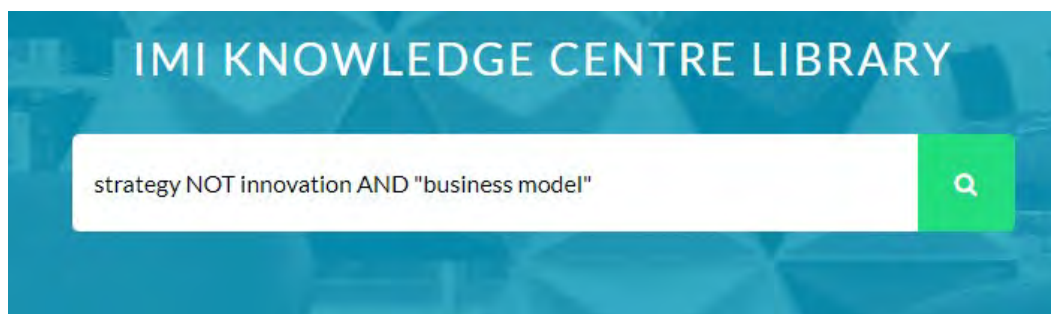 IMI KNOWLEDGE CENTRE LIBRARY
strategy NOT innovation AND "business model"